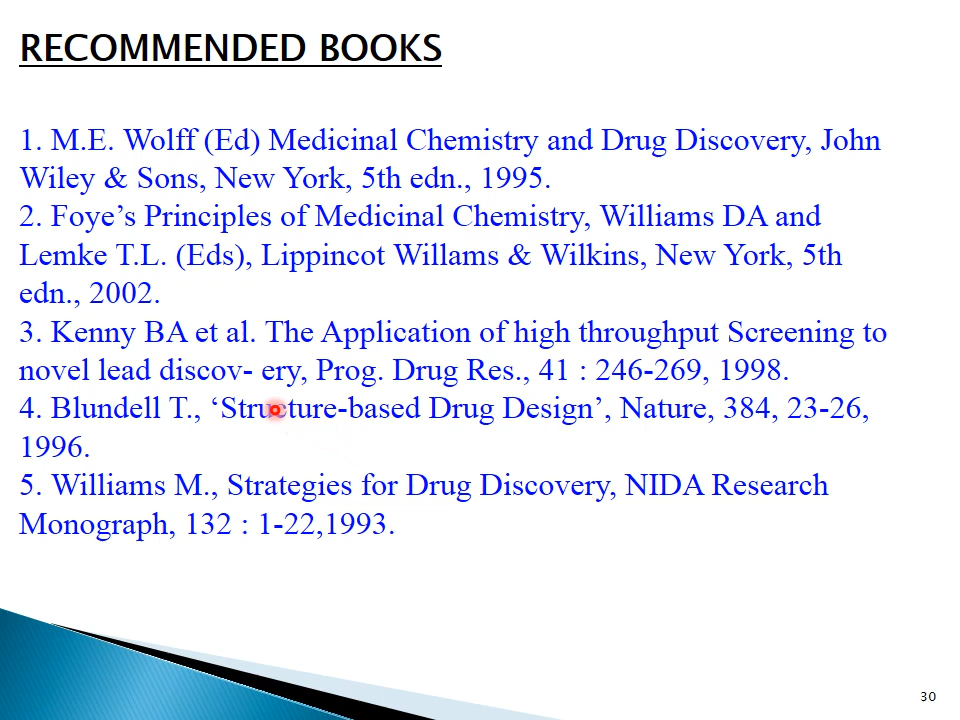 RECOMMENDED BOOKS
1. M.E. Wolff (Ed) Medicinal Chemistry and Drug Discovery, John
Wiley & Sons, New York, 5th edn., 1995.
2. Foye’s Principles of Medicinal Chemistry, Williams DA and
Lemke T.L. (Eds), Lippincot Willams & Wilkins, New York, 5th
edn., 2002.
3. Kenny BA et al. The Application of high throughput Screening to
novel lead discov- ery, Prog. Drug Res., 41 : 246-269, 1998.
4. Blundell T., ‘Structure-based Drug Design’, Nature, 384, 23-26,
1996.
5. Williams M., Strategies for Drug Discovery, NIDA Research
Monograph, 132 : 1-22,1993.
30